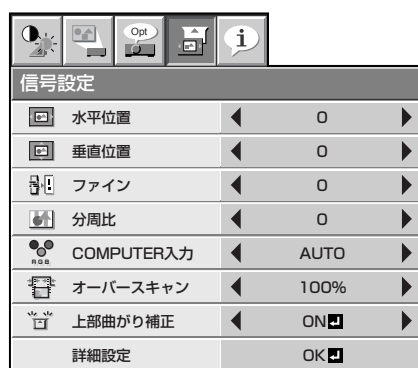 Opt
i
信号設定
水平位置 0
垂直位置 0
ファイン 0
分周比 0
RGB COMPUTER入力 AUTO
オーバースキャン 100%
上部曲がり補正 ON
詳細設定 OK